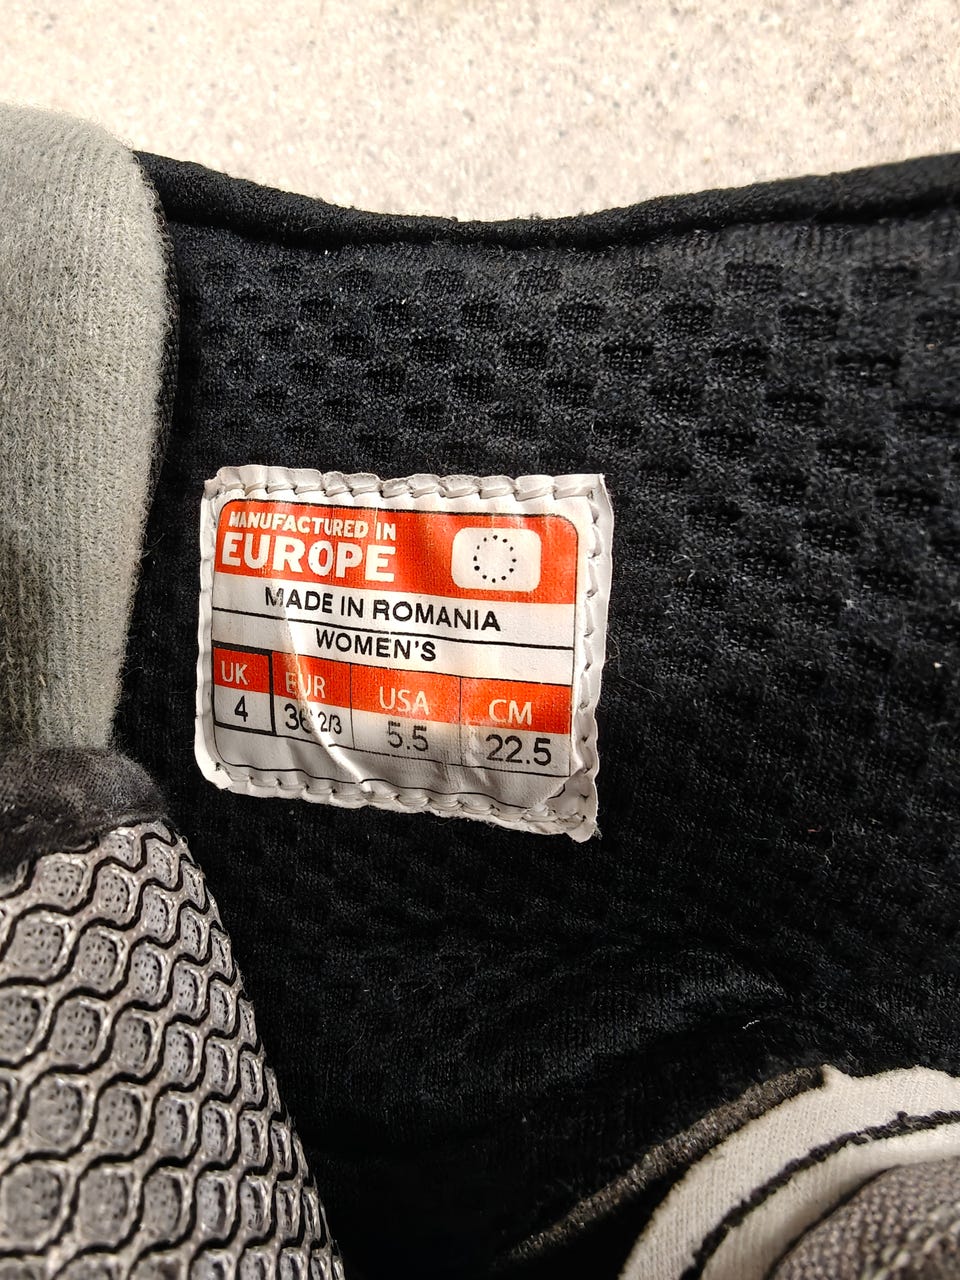 MANUFACTURED IN
EUROPE
MADE IN ROMANIA
WOMEN'S
UK EUR USA CM
4 36 2/3 5.5 22.5